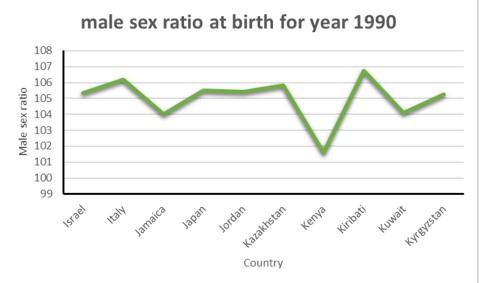 male sex ratio at birth for year 1990
108
107
106
105
104
103
102
101
100
99
Male sex ratio
Israel
Italy
Jamaica
Japan
Jordan
Kazakhstan
Kenya
Kiribati
Kuwait
Kyrgyzstan
Country